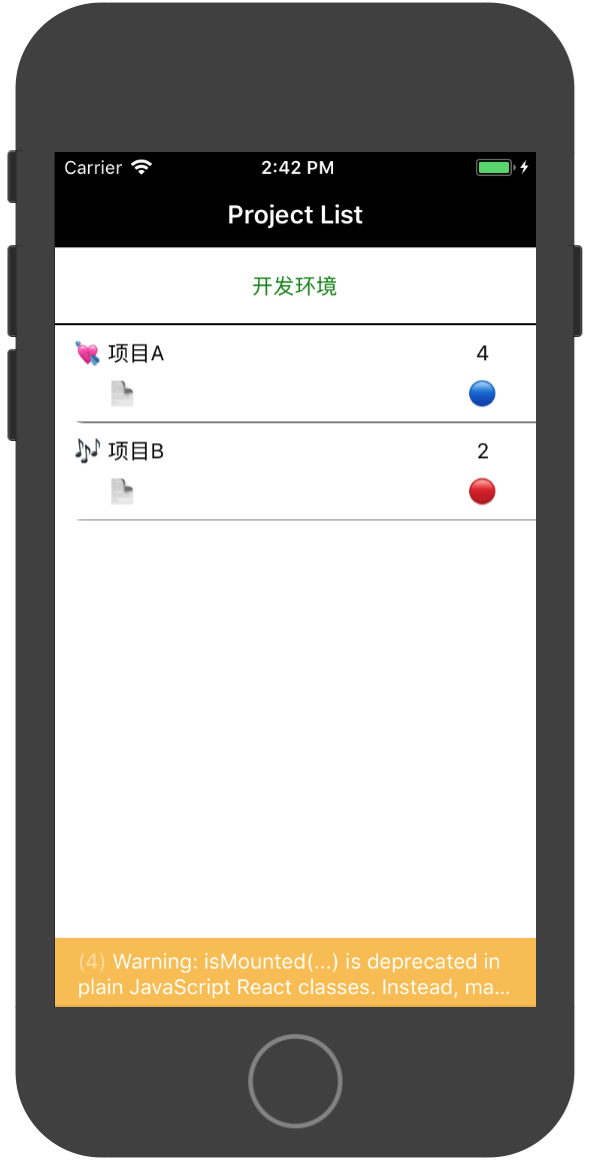 Carrier 2:42 PM
Project List
开发环境
💘 项目A 4
📄 🔵
🎶 项目B 2
📄 🔴
(4) Warning: isMounted(...) is deprecated in
plain JavaScript React classes. Instead, ma...